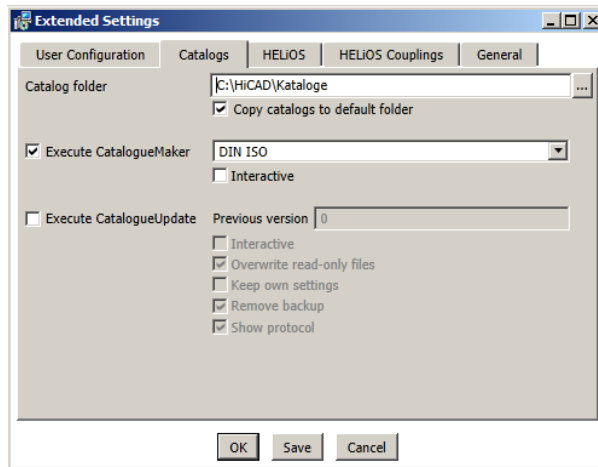 Extended Settings
User Configuration Catalogs HELiOS HELiOS Couplings General
Catalog folder C:\HiCAD\Kataloge ...
Copy catalogs to default folder
Execute CatalogueMaker DIN ISO
Interactive
Execute CatalogueUpdate Previous version 0
Interactive
Overwrite read-only files
Keep own settings
Remove backup
Show protocol
OK Save Cancel